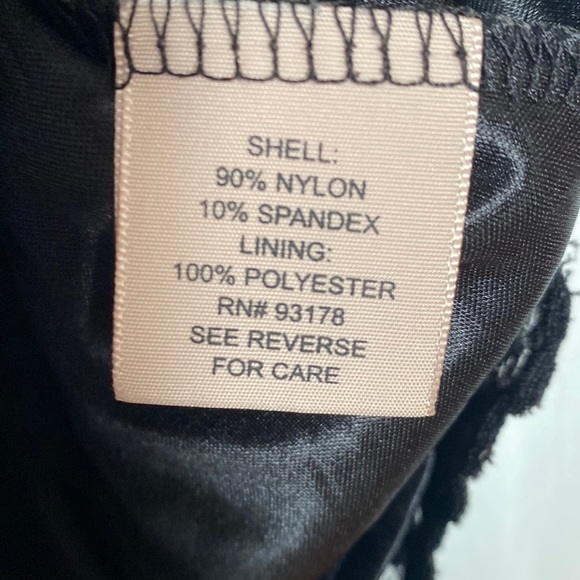 SHELL:
90% NYLON
10% SPANDEX
LINING:
100% POLYESTER
RN# 93178
SEE REVERSE
FOR CARE